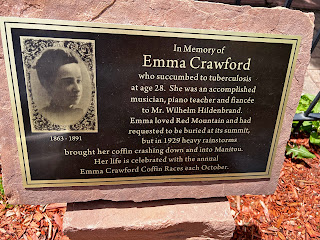 In Memory of
Emma Crawford
who succumbed to tuberculosis
at age 28. She was an accomplished
musician, piano teacher and fiancée
to Mr. Wilhelm Hildenbrand.
Emma loved Red Mountain and had
requested to be buried at its summit,
but in 1929 heavy rainstorms
brought her coffin crashing down and into Manitou.
Her life is celebrated with the annual
Emma Crawford Coffin Races each October.
1863 - 1891